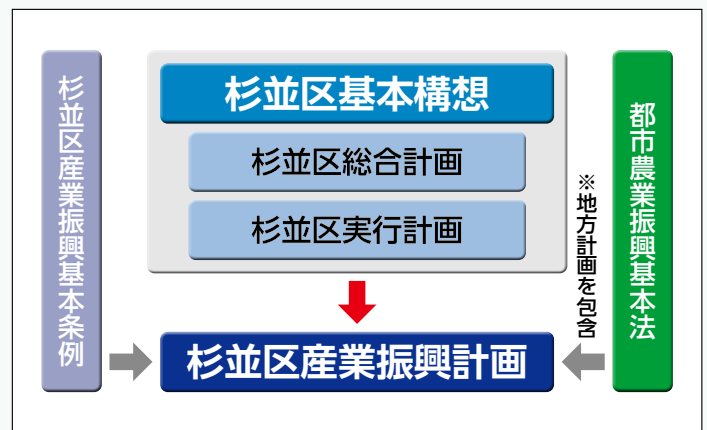 杉並区産業振興基本条例
杉並区基本構想
杉並区総合計画
杉並区実行計画
杉並区産業振興計画
※地方計画を包含
都市農業振興基本法